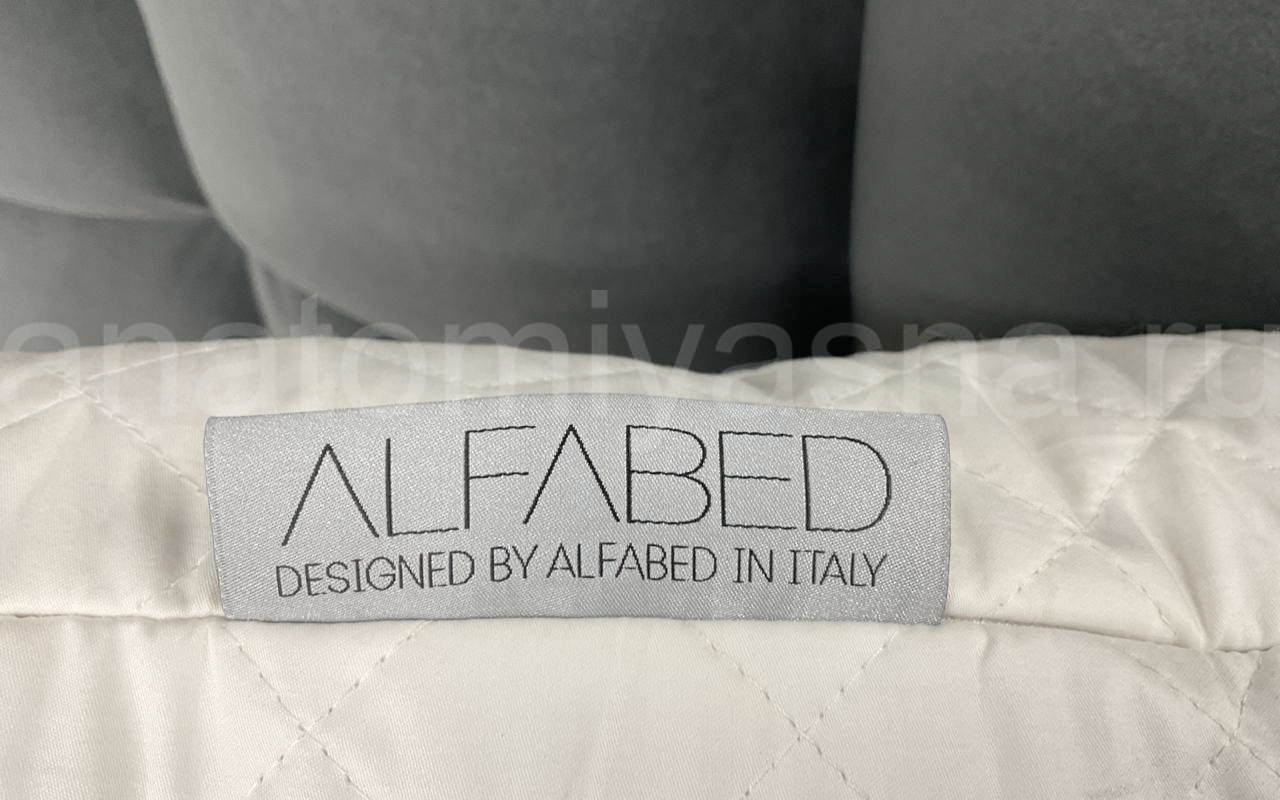 anatomiyasna.ru
ALFABED
DESIGNED BY ALFABED IN ITALY